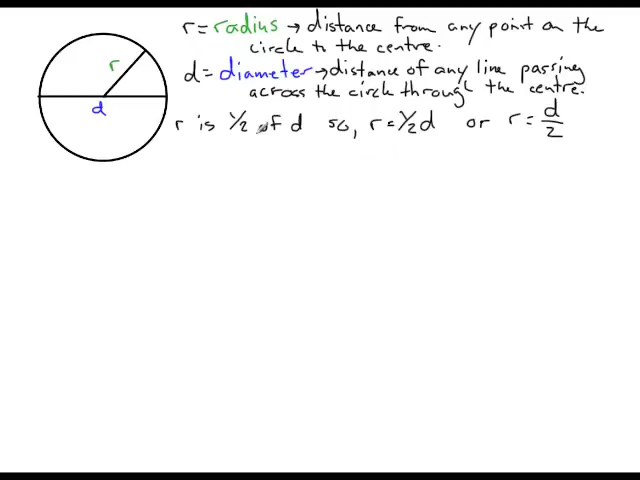 r = radius → distance from any point on the
circle to the centre.
r
d = diameter → distance of any line passing
across the circle through the centre.
d
r is 1/2 of d so, r = 1/2 d or r = d/2